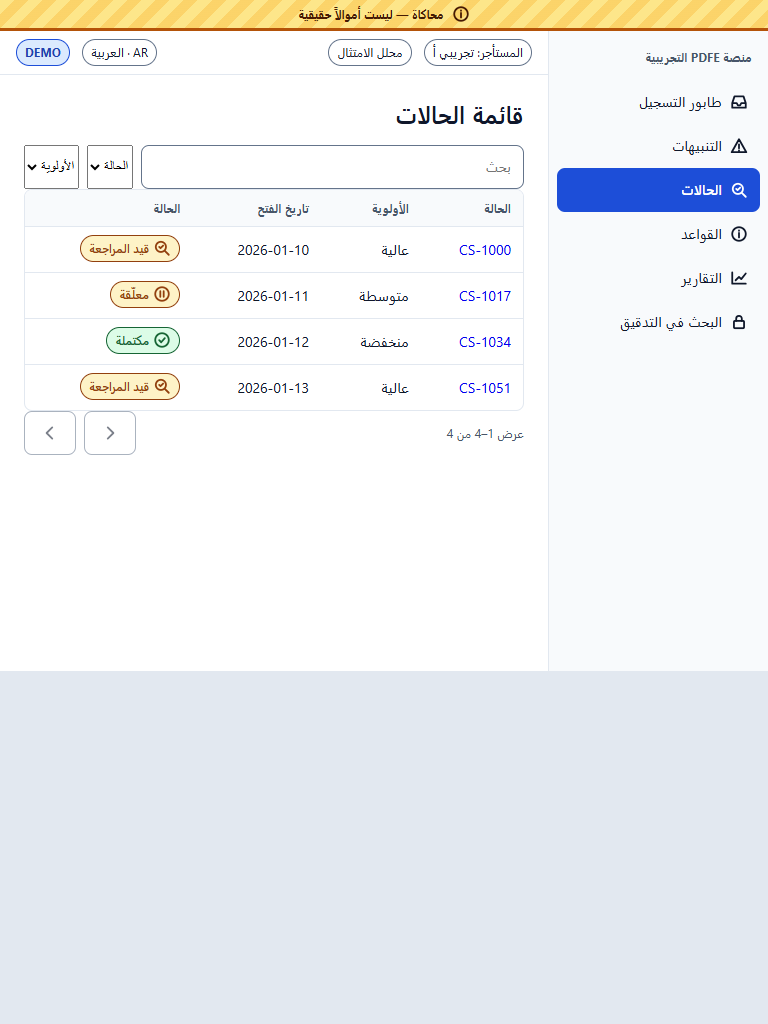 محاكاة — ليست أموالاً حقيقية
منصة PDFE التجريبية
طابور التسجيل
التنبيهات
الحالات
القواعد
التقارير
البحث في التدقيق
المستأجر: تجريبي أ
محلل الامتثال
العربية · AR
DEMO
قائمة الحالات
بحث
الحالة
الأولوية
الحالة الأولوية تاريخ الفتح الحالة
CS-1000 عالية 2026-01-10 قيد المراجعة
CS-1017 متوسطة 2026-01-11 معلّقة
CS-1034 منخفضة 2026-01-12 مكتملة
CS-1051 عالية 2026-01-13 قيد المراجعة
عرض 1–4 من 4